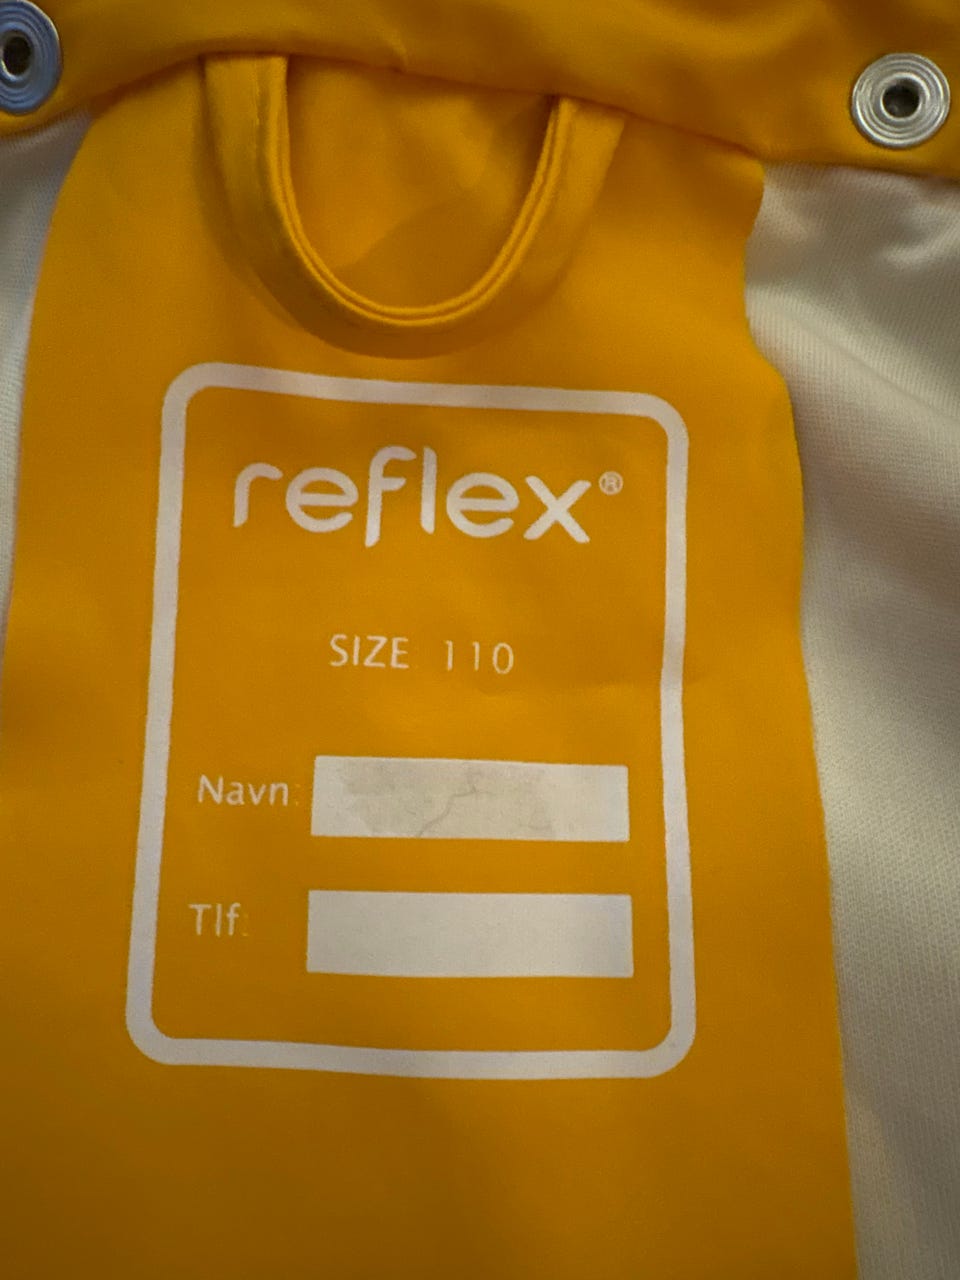 reflex®
SIZE 110
Navn:
Tlf: